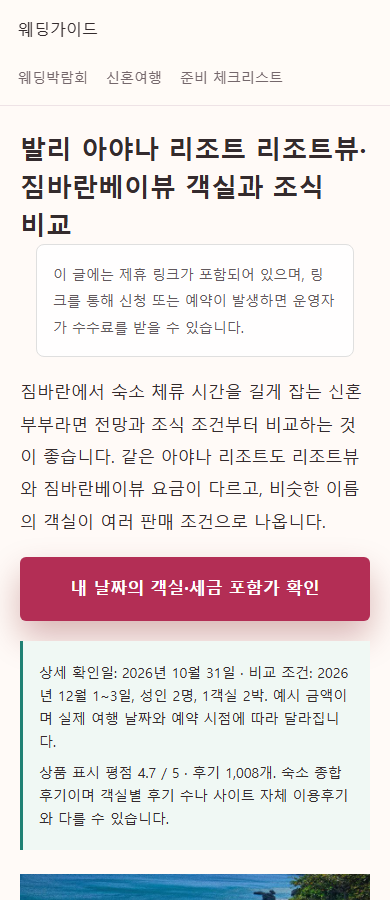 웨딩가이드
웨딩박람회 신혼여행 준비 체크리스트
발리 아야나 리조트 리조트뷰·
짐바란베이뷰 객실과 조식
비교
이 글에는 제휴 링크가 포함되어 있으며, 링
크를 통해 신청 또는 예약이 발생하면 운영자
가 수수료를 받을 수 있습니다.
짐바란에서 숙소 체류 시간을 길게 잡는 신혼
부부라면 전망과 조식 조건부터 비교하는 것
이 좋습니다. 같은 아야나 리조트도 리조트뷰
와 짐바란베이뷰 요금이 다르고, 비슷한 이름
의 객실이 여러 판매 조건으로 나옵니다.
내 날짜의 객실·세금 포함가 확인
상세 확인일: 2026년 10월 31일 · 비교 조건: 2026
년 12월 1~3일, 성인 2명, 1객실 2박. 예시 금액이
며 실제 여행 날짜와 예약 시점에 따라 달라집니
다.
상품 표시 평점 4.7 / 5 · 후기 1,008개. 숙소 종합
후기이며 객실별 후기 수나 사이트 자체 이용후기
와 다를 수 있습니다.